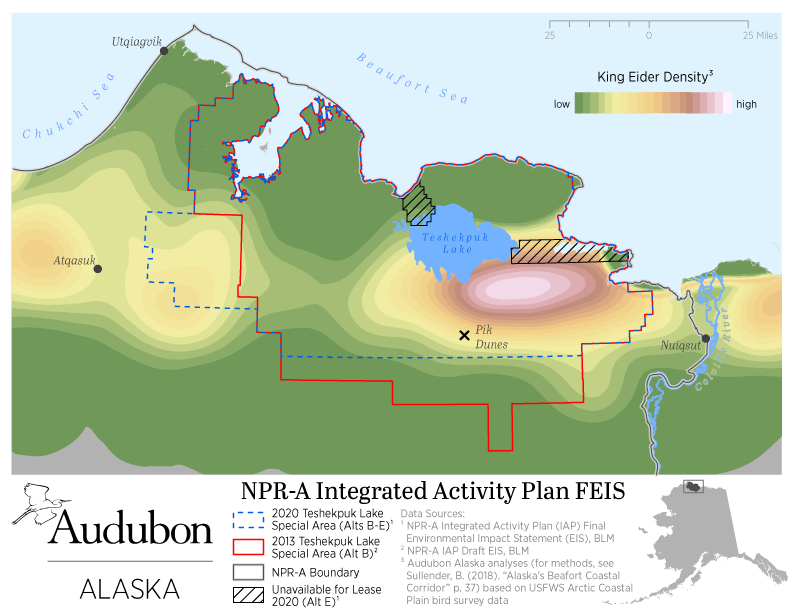 Utqiagvik
Chukchi Sea
Beaufort Sea
25 0 25 Miles
King Eider Density3
low high
Teshekpuk
Lake
Atqasuk
Pik
Dunes
Nuiqsut
Colville River
NPR-A Integrated Activity Plan FEIS
Audubon
ALASKA
2020 Teshekpuk Lake
Special Area (Alts B-E)1
2013 Teshekpuk Lake
Special Area (Alt B)2
NPR-A Boundary
Unavailable for Lease
2020 (Alt E)1
Data Sources:
1 NPR-A Integrated Activity Plan (IAP) Final
Environmental Impact Statement (EIS), BLM
2 NPR-A IAP Draft EIS, BLM
3 Audubon Alaska analyses (for methods, see
Sullender, B. (2018). "Alaska's Beafort Coastal
Corridor" p. 37) based on USFWS Arctic Coastal
Plain bird survey data